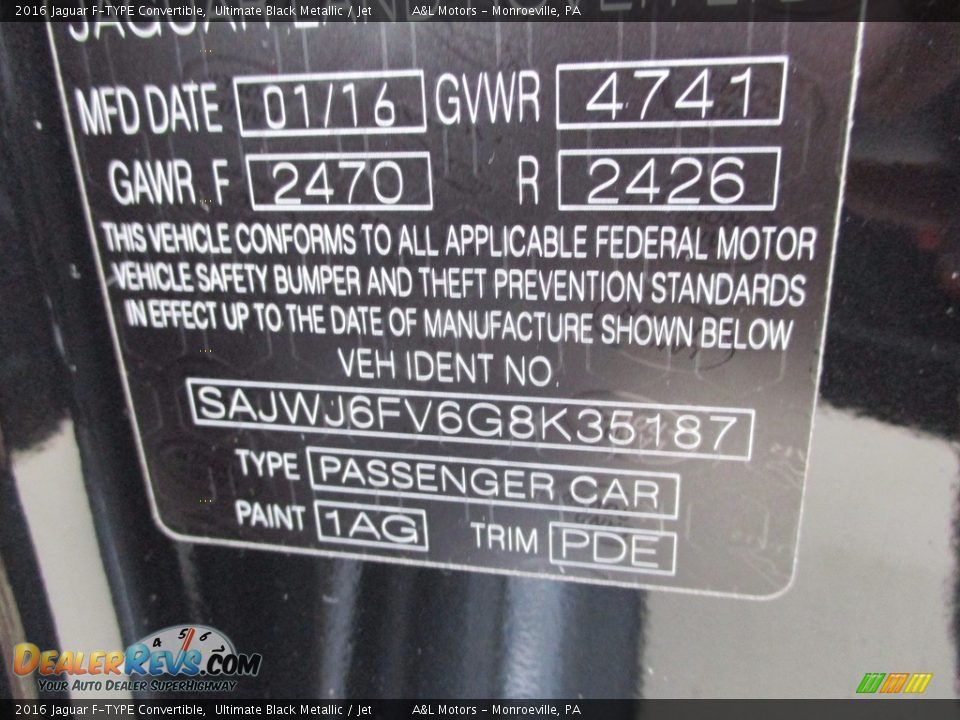 2016 Jaguar F-TYPE Convertible, Ultimate Black Metallic / Jet A&L Motors - Monroeville, PA
MFD DATE 01/16 GVWR 4741
GAWR F 2470 R 2426
THIS VEHICLE CONFORMS TO ALL APPLICABLE FEDERAL MOTOR
VEHICLE SAFETY BUMPER AND THEFT PREVENTION STANDARDS
IN EFFECT UP TO THE DATE OF MANUFACTURE SHOWN BELOW
VEH IDENT NO.
SAJWJ6FV6G8K35187
TYPE PASSENGER CAR
PAINT 1AG TRIM PDE
4 5 6
DEALERREVS.COM
YOUR AUTO DEALER SUPERHIGHWAY
2016 Jaguar F-TYPE Convertible, Ultimate Black Metallic / Jet A&L Motors - Monroeville, PA